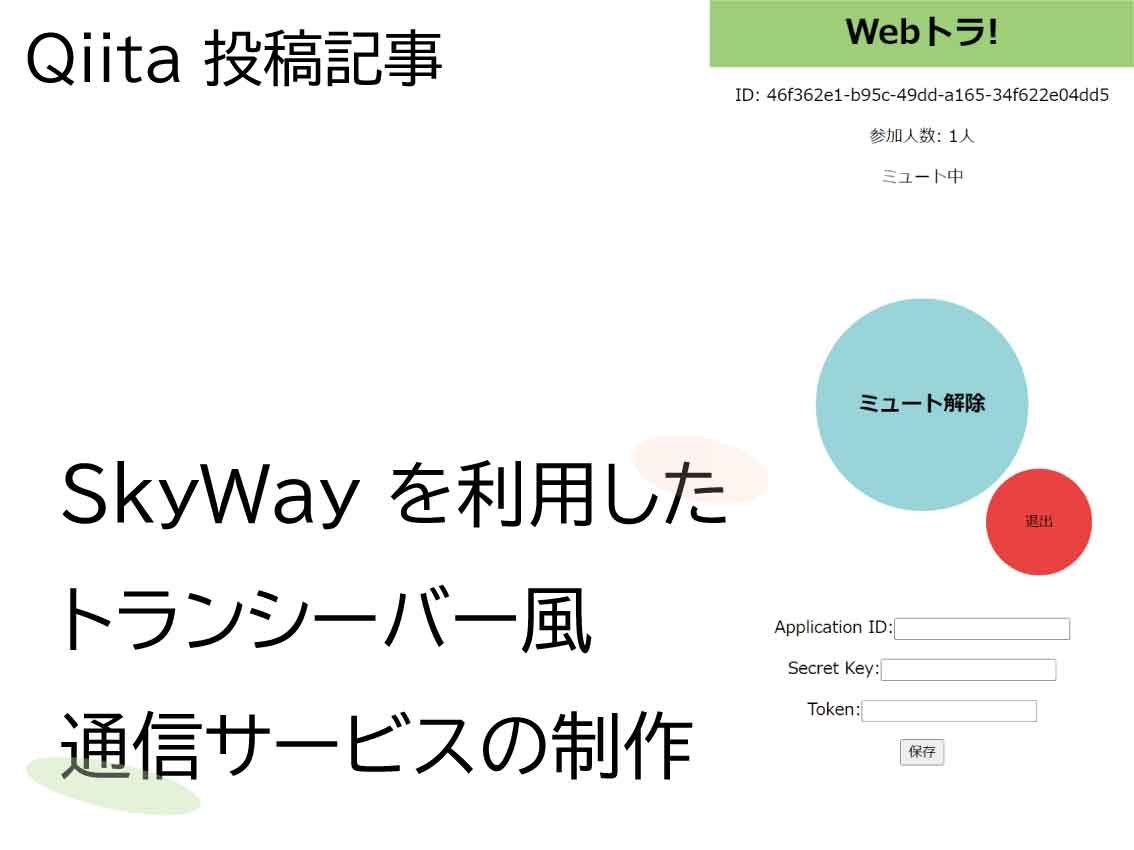 Qiita 投稿記事
SkyWay を利用した
トランシーバー風
通信サービスの制作
Webトラ!
ID: 46f362e1-b95c-49dd-a165-34f622e04dd5
参加人数: 1人
ミュート中
ミュート解除
退出
Application ID:
Secret Key:
Token:
保存